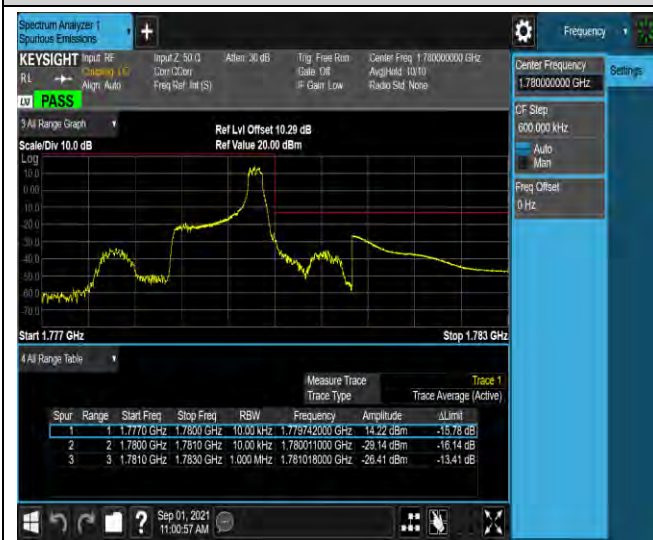 Spectrum Analyzer 1
Spurious Emissions
+
Frequency
KEYSIGHT Input: RF Input Z: 50 Ω Atten: 30 dB Trig: Free Run Center Freq: 1.780000000 GHz
RL Coupling: DC Corr CCorr Gate: Off Avg|Hold: 10/10
Align: Auto Freq Ref: Int (S) IF Gain: Low Radio Std: None
PASS
Center Frequency
1.780000000 GHz
Settings
CF Step
600.000 kHz
Auto
Man
Freq Offset
0 Hz
3 All Range Graph
Ref Lvl Offset 10.29 dB
Scale/Div 10.0 dB Ref Value 20.00 dBm
Log
10.0
0.00
-10.0
-20.0
-30.0
-40.0
-50.0
-60.0
-70.0
Start 1.777 GHz Stop 1.783 GHz
4 All Range Table
Measure Trace Trace 1
Trace Type Trace Average (Active)
Spur Range Start Freq Stop Freq RBW Frequency Amplitude ΔLimit
1 1 1.7770 GHz 1.7800 GHz 10.00 kHz 1.779742000 GHz 14.22 dBm -15.78 dB
2 2 1.7800 GHz 1.7810 GHz 10.00 kHz 1.780011000 GHz -29.14 dBm -16.14 dB
3 3 1.7810 GHz 1.7830 GHz 1.000 MHz 1.781018000 GHz -26.41 dBm -13.41 dB
? Sep 01, 2021
11:00:57 AM